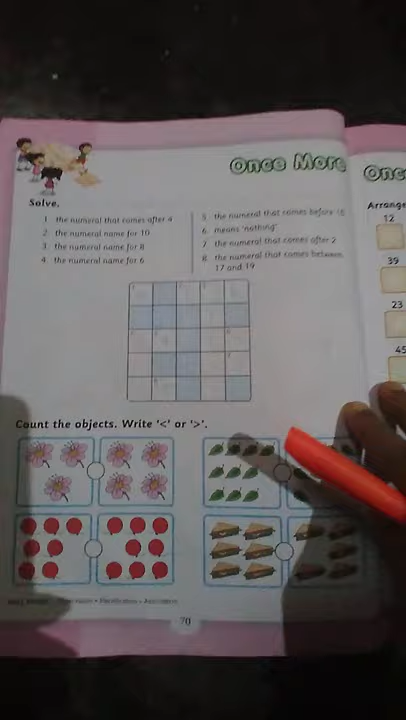 Once More
Solve.
1 the numeral that comes after 4
2 the numeral name for 10
3 the numeral name for 8
4 the numeral name for 6
5 the numeral that comes before
6 means 'nothing'
7 the numeral that comes after 2
8 the numeral that comes between
17 and 19
Count the objects. Write '<' or '>'.
70
Arrange
12
39
23
45